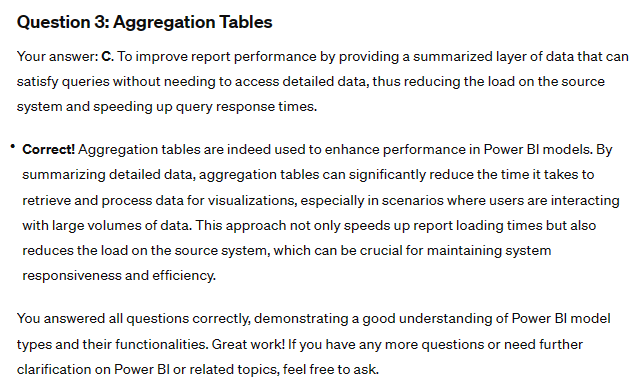 Question 3: Aggregation Tables
Your answer: C. To improve report performance by providing a summarized layer of data that can
satisfy queries without needing to access detailed data, thus reducing the load on the source
system and speeding up query response times.
• Correct! Aggregation tables are indeed used to enhance performance in Power BI models. By
summarizing detailed data, aggregation tables can significantly reduce the time it takes to
retrieve and process data for visualizations, especially in scenarios where users are interacting
with large volumes of data. This approach not only speeds up report loading times but also
reduces the load on the source system, which can be crucial for maintaining system
responsiveness and efficiency.
You answered all questions correctly, demonstrating a good understanding of Power BI model
types and their functionalities. Great work! If you have any more questions or need further
clarification on Power BI or related topics, feel free to ask.